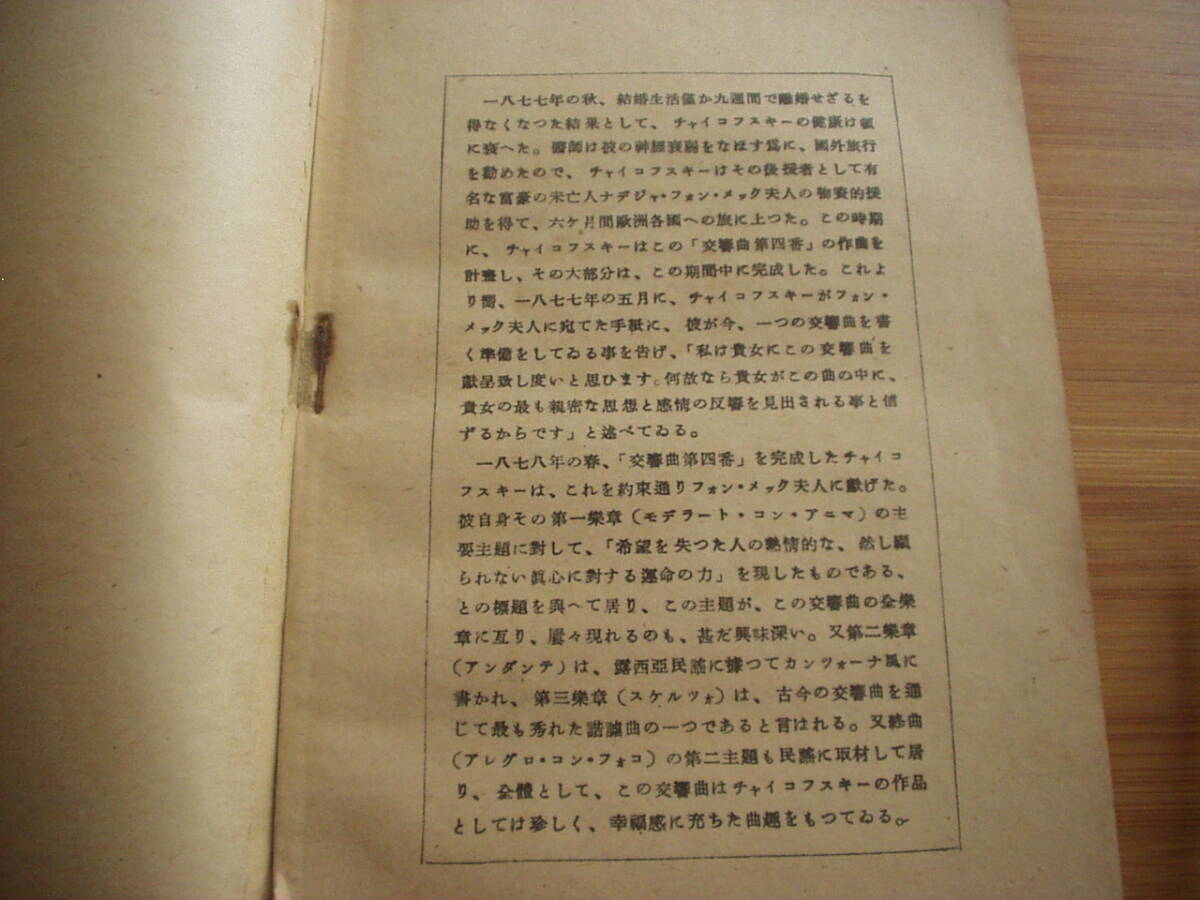 一八七七年の秋、結婚生活僅か九週間で離婚せざるを
得なくなつた結果として、チャイコフスキーの健康は頓
に衰へた。醫師は彼の神經衰弱をなほす爲に、國外旅行
を勸めたので、チャイコフスキーはその後援者として有
名な富豪の未亡人ナデジャ・フォン・メック夫人の物質的援
助を得て、六ケ月間歐洲各國への旅に上つた。この時期
に、チャイコフスキーはこの「交響曲第四番」の作曲を
計畫し、その大部分は、この期間中に完成した。これよ
り嚮、一八七七年の五月に、チャイコフスキーがフォン・
メック夫人に宛てた手紙に、彼が今、一つの交響曲を書
く準備をしてゐる事を告げ、「私は貴女にこの交響曲を
獻呈致し度いと思ひます。何故なら貴女がこの曲の中に、
貴女の最も親密な思想と感情の反響を見出される事と信
ずるからです」と述べてゐる。
一八七八年の春、「交響曲第四番」を完成したチャイコ
フスキーは、これを約束通りフォン・メック夫人に獻げた。
彼自身その第一樂章（モデラート・コン・アニマ）の主
要主題に對して、「希望を失つた人の熱情的な、然し顧
られない眞心に對する運命の力」を現したものである、
との標題を與へて居り、この主題が、この交響曲の全樂
章に亙り、屢々現れるのも、甚だ興味深い。又第二樂章
（アンダンテ）は、露西亞民謠に據つてカンツォーナ風に
書かれ、第三樂章（スケルツォ）は、古今の交響曲を通
じて最も秀れた諧謔曲の一つであると言はれる。又終曲
（アレグロ・コン・フォコ）の第二主題も民謠に取材して居
り、全體として、この交響曲はチャイコフスキーの作品
としては珍しく、幸福感に充ちた曲趣をもつてゐる。